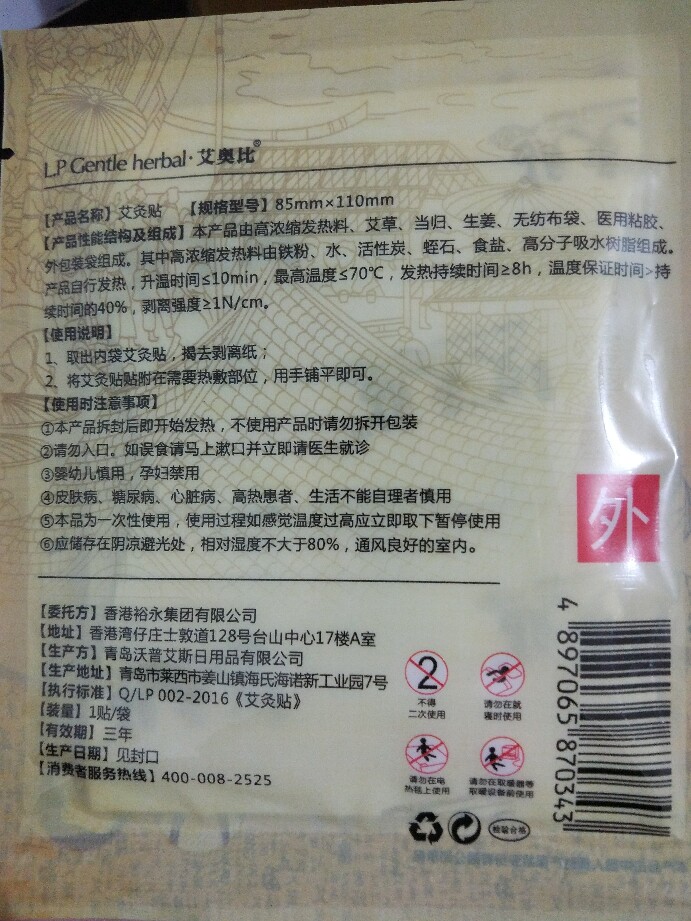 LP Gentle herbal·艾奥比®
【产品名称】艾灸贴 【规格型号】85mm×110mm
【产品性能结构及组成】本产品由高浓缩发热料、艾草、当归、生姜、无纺布袋、医用粘胶、
外包装袋组成。其中高浓缩发热料由铁粉、水、活性炭、蛭石、食盐、高分子吸水树脂组成。
产品自行发热，升温时间≤10min，最高温度≤70℃，发热持续时间≥8h，温度保证时间>持
续时间的40%，剥离强度≥1N/cm。
【使用说明】
1、取出内袋艾灸贴，揭去剥离纸；
2、将艾灸贴贴附在需要热敷部位，用手铺平即可。
【使用时注意事项】
①本产品拆封后即开始发热，不使用产品时请勿拆开包装
②请勿入口。如误食请马上漱口并立即请医生就诊
③婴幼儿慎用，孕妇禁用
④皮肤病、糖尿病、心脏病、高热患者、生活不能自理者慎用
⑤本品为一次性使用，使用过程如感觉温度过高应立即取下暂停使用
⑥应储存在阴凉避光处，相对湿度不大于80%，通风良好的室内。
外
【委托方】香港裕永集团有限公司
【地址】香港湾仔庄士敦道128号台山中心17楼A室
【生产方】青岛沃普艾斯日用品有限公司
【生产地址】青岛市莱西市姜山镇海氏海诺新工业园7号
【执行标准】Q/LP 002-2016《艾灸贴》
【装量】1贴/袋
【有效期】三年
【生产日期】见封口
【消费者服务热线】400-008-2525
2
不得
二次使用
请勿在就
寝时使用
请勿在电
热毯上使用
请勿在取暖器等
取暖设备前使用
检验合格
4 897065 870343